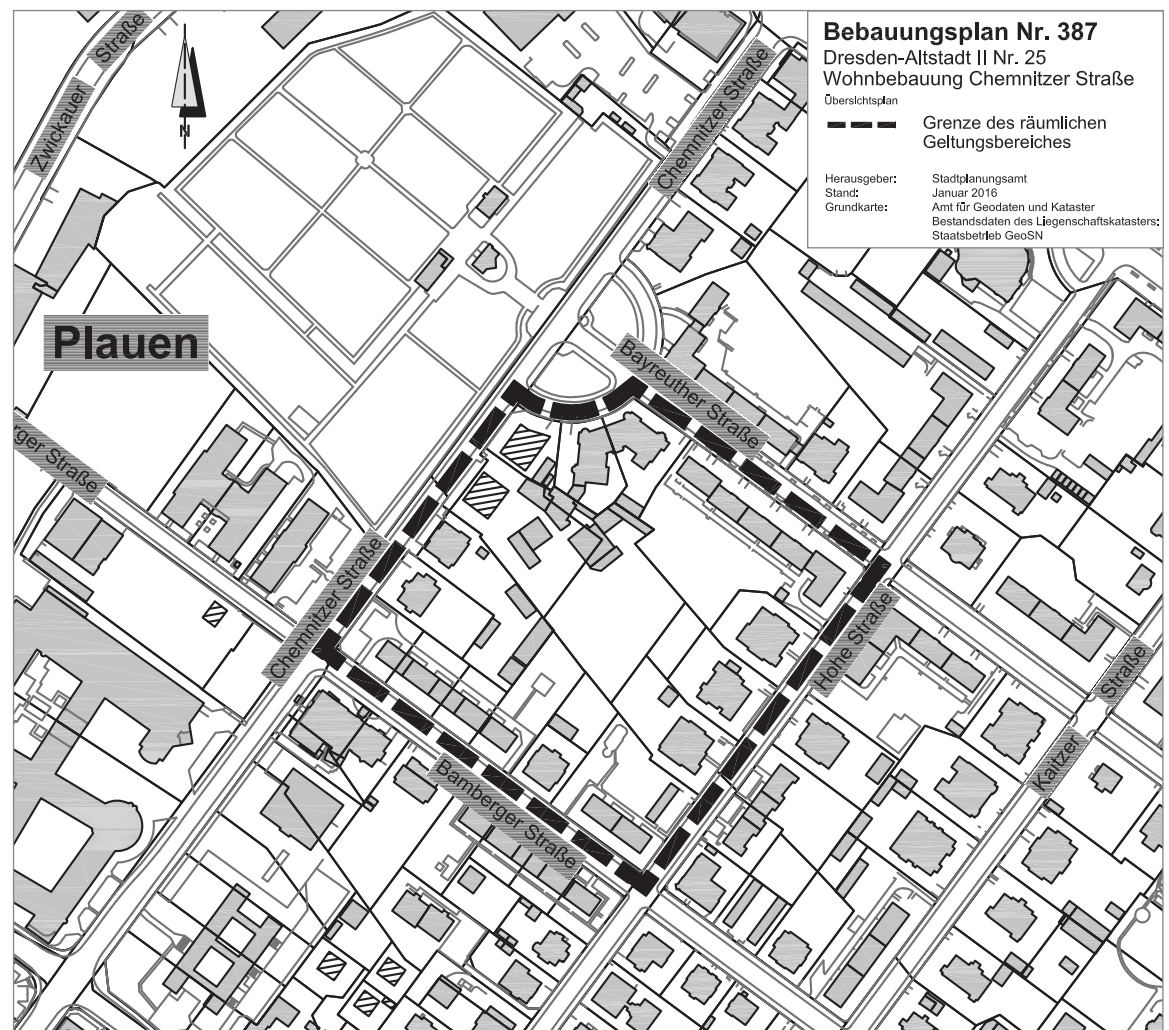 Bebauungsplan Nr. 387
Dresden-Altstadt II Nr. 25
Wohnbebauung Chemnitzer Straße
Übersichtsplan
Grenze des räumlichen
Geltungsbereiches
Herausgeber: Stadtplanungsamt
Stand: Januar 2016
Grundkarte: Amt für Geodaten und Kataster
Bestandsdaten des Liegenschaftskatasters:
Staatsbetrieb GeoSN
Zwickauer Straße
N
Chemnitzer Straße
Plauen
Bayreuther Straße
rger Straße
Chemnitzer Straße
Hohe Straße
Kaitzer Straße
Bamberger Straße